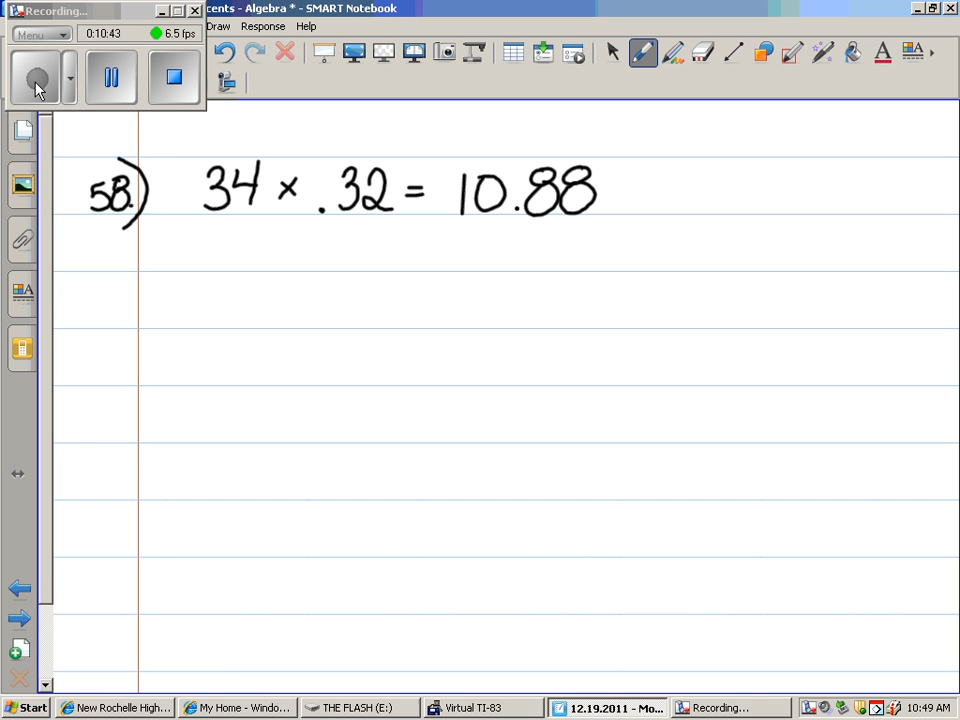 Recording...
cents - Algebra * - SMART Notebook
Menu
0:10:43
6.5 fps
Draw Response Help
58.) 34 × .32 = 10.88
Start
New Rochelle High...
My Home - Windo...
THE FLASH (E:)
Virtual TI-83
12.19.2011 - Mo...
Recording...
10:49 AM